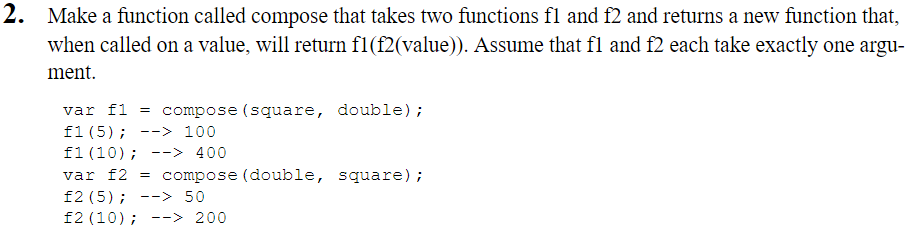 2. Make a function called compose that takes two functions f1 and f2 and returns a new function that,
when called on a value, will return f1(f2(value)). Assume that f1 and f2 each take exactly one argu-
ment.
var f1 = compose(square, double);
f1(5); --> 100
f1(10); --> 400
var f2 = compose(double, square);
f2(5); --> 50
f2(10); --> 200